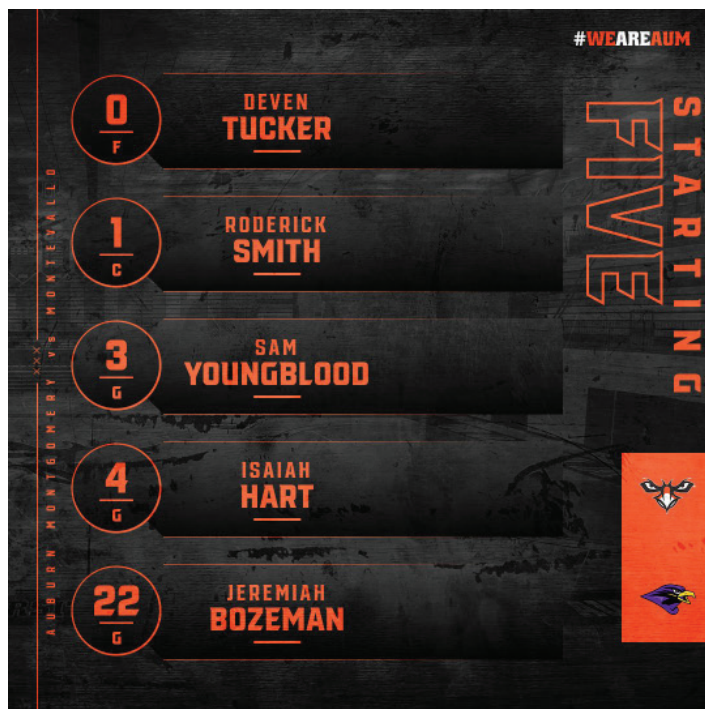 #WEAREAUM
STARTING
FIVE
0
F
DEVEN
TUCKER
1
C
RODERICK
SMITH
3
G
SAM
YOUNGBLOOD
4
G
ISAIAH
HART
22
G
JEREMIAH
BOZEMAN
AUBURN MONTGOMERY vs MONTEVALLO
XXX